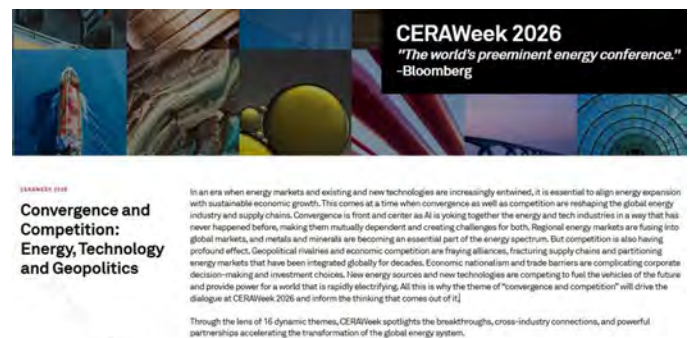 CERAWeek 2026
"The world's preeminent energy conference."
-Bloomberg
CERAWEEK 2026
Convergence and
Competition:
Energy, Technology
and Geopolitics
In an era when energy markets and existing and new technologies are increasingly entwined, it is essential to align energy expansion
with sustainable economic growth. This comes at a time when convergence as well as competition are reshaping the global energy
industry and supply chains. Convergence is front and center as AI is yoking together the energy and tech industries in a way that has
never happened before, making them mutually dependent and creating challenges for both. Regional energy markets are fusing into
global markets, and metals and minerals are becoming an essential part of the energy spectrum. But competition is also having
profound effect. Geopolitical rivalries and economic competition are fraying alliances, fracturing supply chains and partitioning
energy markets that have been integrated globally for decades. Economic nationalism and trade barriers are complicating corporate
decision-making and investment choices. New energy sources and new technologies are competing to fuel the vehicles of the future
and provide power for a world that is rapidly electrifying. All this is why the theme of "convergence and competition" will drive the
dialogue at CERAWeek 2026 and inform the thinking that comes out of it.
Through the lens of 16 dynamic themes, CERAWeek spotlights the breakthroughs, cross-industry connections, and powerful
partnerships accelerating the transformation of the global energy system.